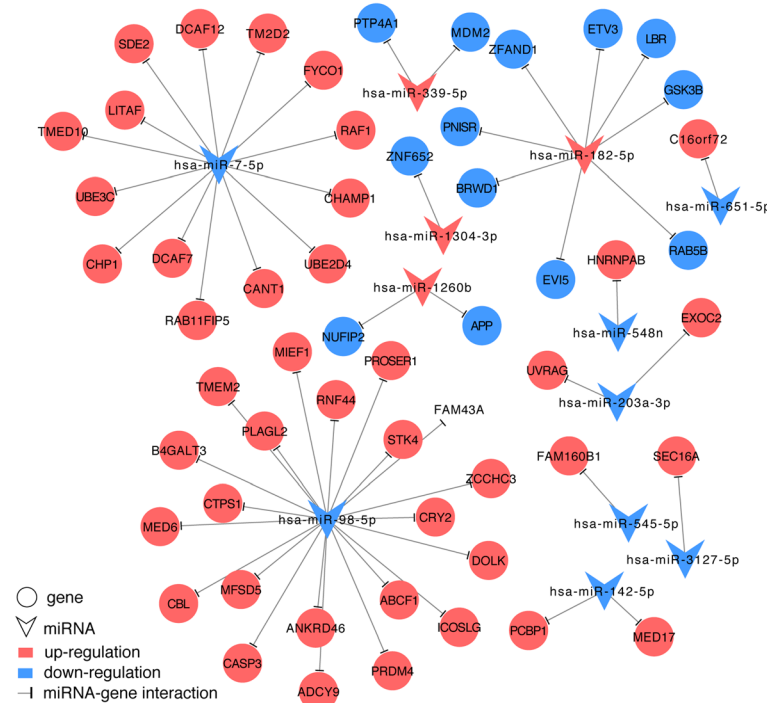 PTP4A1
MDM2
ETV3
LBR
ZFAND1
GSK3B
DCAF12
SDE2
TM2D2
FYCO1
hsa-miR-339-5p
LITAF
TMED10
RAF1
PNISR
C16orf72
hsa-miR-7-5p
ZNF652
hsa-miR-182-5p
BRWD1
UBE3C
CHAMP1
hsa-miR-651-5p
hsa-miR-1304-3p
RAB5B
CHP1
DCAF7
UBE2D4
HNRNPAB
EVI5
CANT1
hsa-miR-1260b
RAB11FIP5
EXOC2
NUFIP2
APP
hsa-miR-548n
MIEF1
PROSER1
UVRAG
TMEM2
RNF44
hsa-miR-203a-3p
FAM43A
PLAGL2
STK4
B4GALT3
FAM160B1
SEC16A
ZCCHC3
CTPS1
hsa-miR-98-5p
CRY2
MED6
hsa-miR-545-5p
DOLK
hsa-miR-3127-5p
MFSD5
hsa-miR-142-5p
CBL
ABCF1
ANKRD46
ICOSLG
PCBP1
MED17
CASP3
PRDM4
ADCY9
gene
miRNA
up-regulation
down-regulation
miRNA-gene interaction